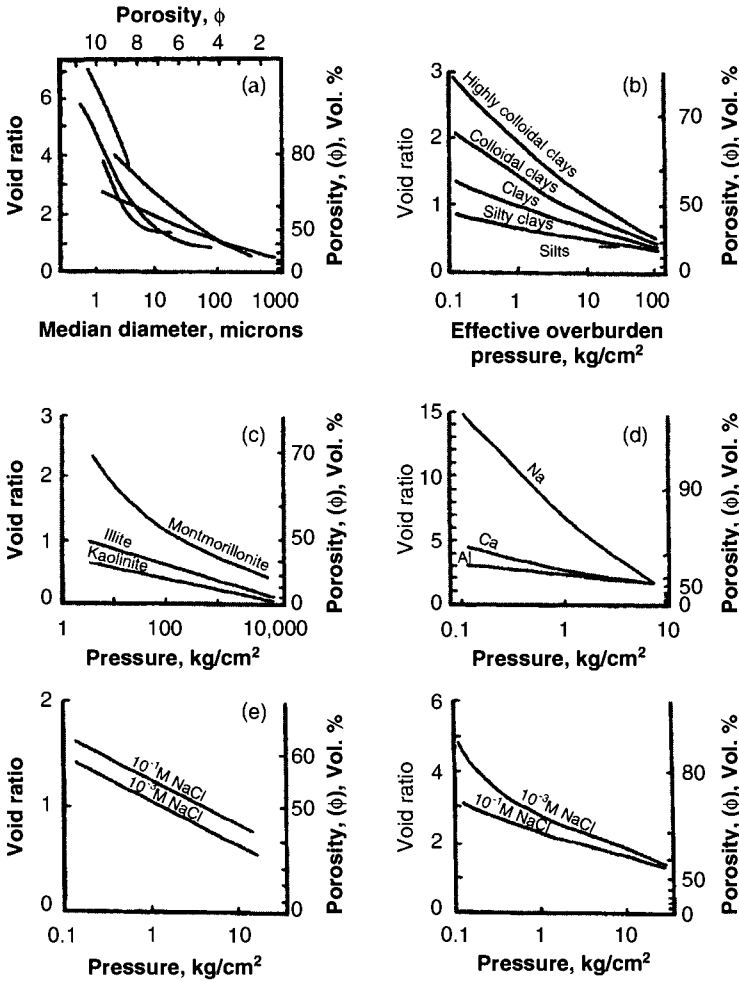 Porosity, ϕ
10 8 6 4 2
(a)
6
4
2
0
Void ratio
80
50
0
Porosity, (ϕ), Vol. %
1 10 100 1000
Median diameter, microns
(b)
3
2
1
0
Void ratio
Highly colloidal clays
Colloidal clays
Clays
Silty clays
Silts
70
50
0
Porosity, (ϕ), Vol. %
0.1 1 10 100
Effective overburden
pressure, kg/cm²
(c)
3
2
1
0
Void ratio
Montmorillonite
Illite
Kaolinite
70
50
0
Porosity, (ϕ), Vol. %
1 100 10,000
Pressure, kg/cm²
(d)
15
10
5
0
Void ratio
Na
Ca
Al
90
50
0
Porosity, (ϕ), Vol. %
0.1 1 10
Pressure, kg/cm²
(e)
2
1
0
Void ratio
10⁻¹M NaCl
10⁻³M NaCl
60
50
0
Porosity, (ϕ), Vol. %
0.1 1 10
Pressure, kg/cm²
6
4
2
0
Void ratio
10⁻³M NaCl
10⁻¹M NaCl
80
50
0
Porosity, (ϕ), Vol. %
0.1 1 10
Pressure, kg/cm²